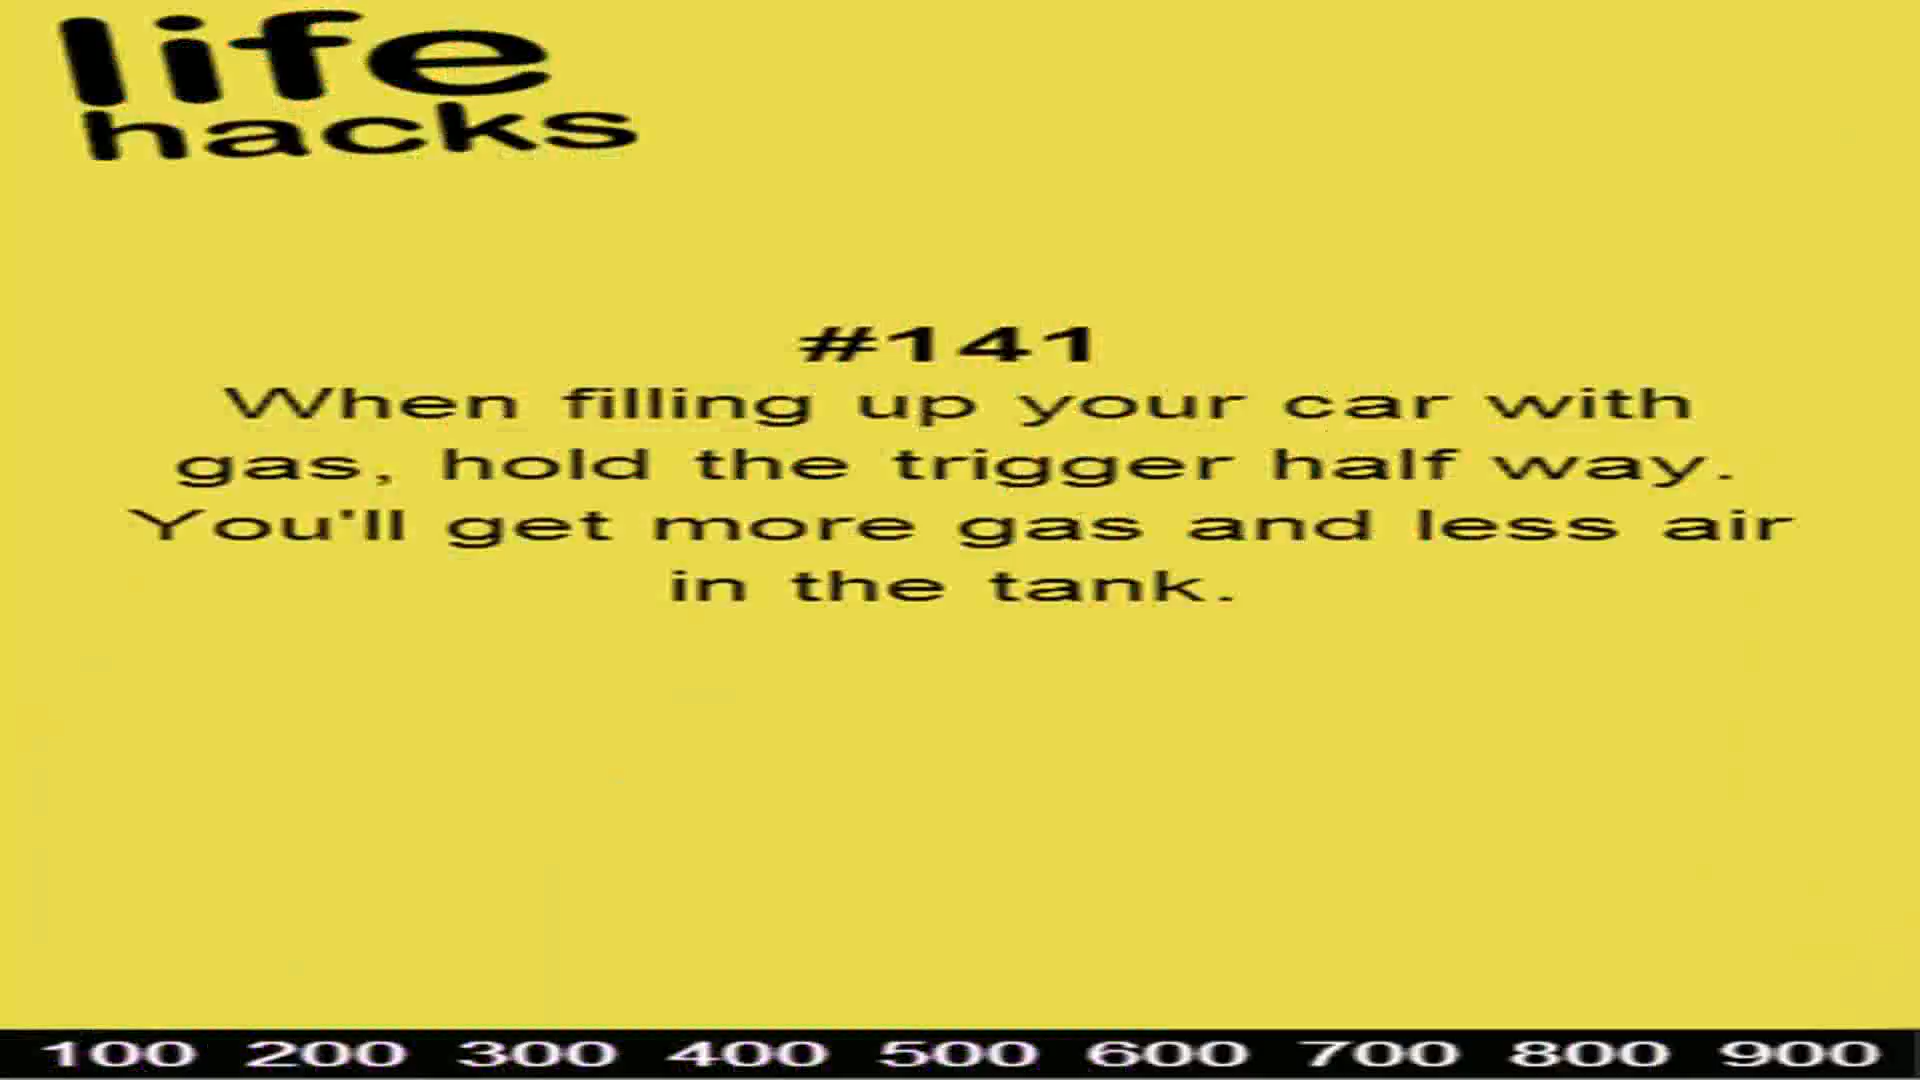 life
hacks
#141
When filling up your car with
gas, hold the trigger half way.
You'll get more gas and less air
in the tank.
100 200 300 400 500 600 700 800 900